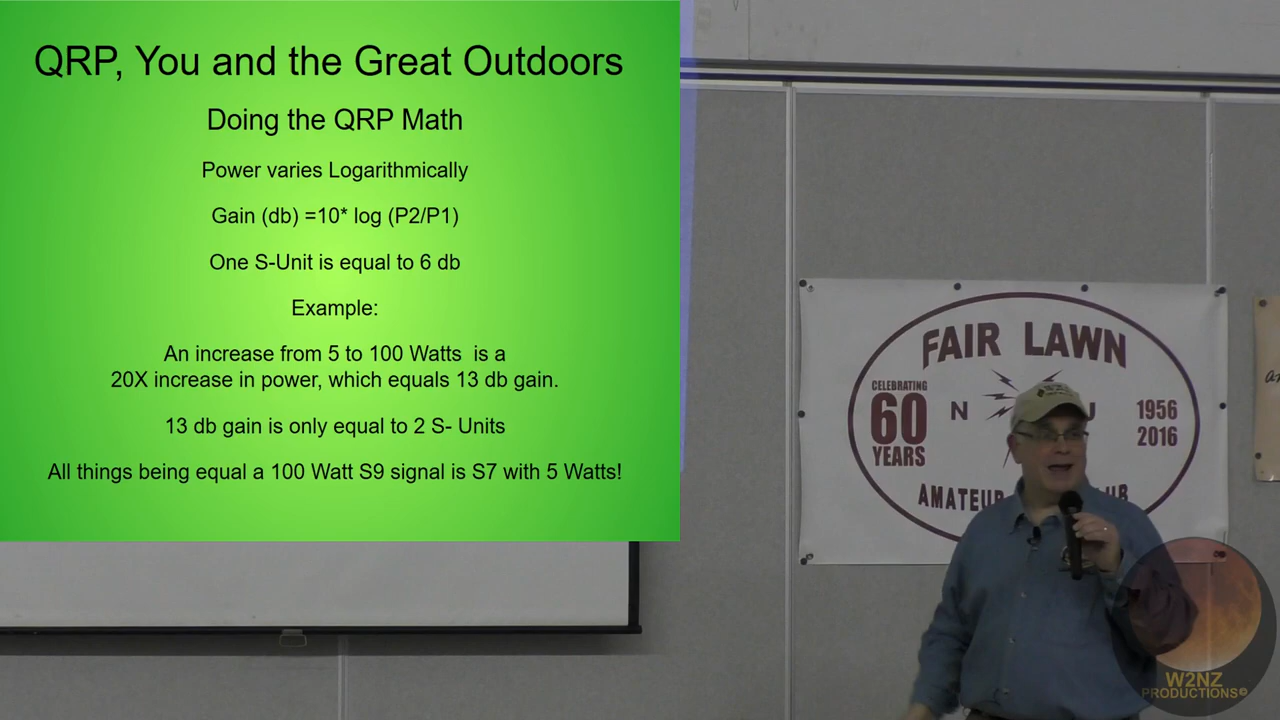 QRP, You and the Great Outdoors
Doing the QRP Math
Power varies Logarithmically
Gain (db) =10* log (P2/P1)
One S-Unit is equal to 6 db
Example:
An increase from 5 to 100 Watts is a
20X increase in power, which equals 13 db gain.
13 db gain is only equal to 2 S- Units
All things being equal a 100 Watt S9 signal is S7 with 5 Watts!
FAIR LAWN
CELEBRATING
60
YEARS
N
J
1956
2016
AMATEUR
W2NZ
PRODUCTIONS©